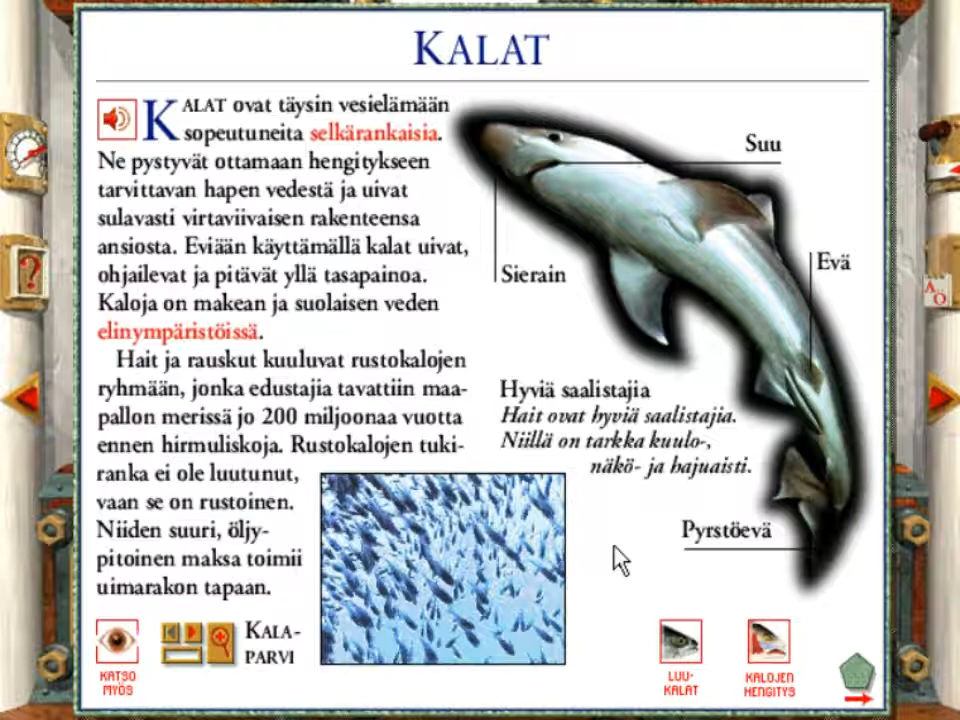 KALAT
KALAT ovat täysin vesielämään
sopeutuneita selkärankaisia.
Ne pystyvät ottamaan hengitykseen
tarvittavan hapen vedestä ja uivat
sulavasti virtaviivaisen rakenteensa
ansiosta. Eviään käyttämällä kalat uivat,
ohjailevat ja pitävät yllä tasapainoa.
Kaloja on makean ja suolaisen veden
elinympäristöissä.
Hait ja rauskut kuuluvat rustokalojen
ryhmään, jonka edustajia tavattiin maa-
pallon merissä jo 200 miljoonaa vuotta
ennen hirmuliskoja. Rustokalojen tuki-
ranka ei ole luutunut,
vaan se on rustoinen.
Niiden suuri, öljy-
pitoinen maksa toimii
uimarakon tapaan.
Suu
Sierain
Evä
Hyviä saalistajia
Hait ovat hyviä saalistajia.
Niillä on tarkka kuulo-,
näkö- ja hajuaisti.
Pyrstöevä
KATSO
MYÖS
KALA-
PARVI
LUU-
KALAT
KALOJEN
HENGITYS
?
A...
Ö